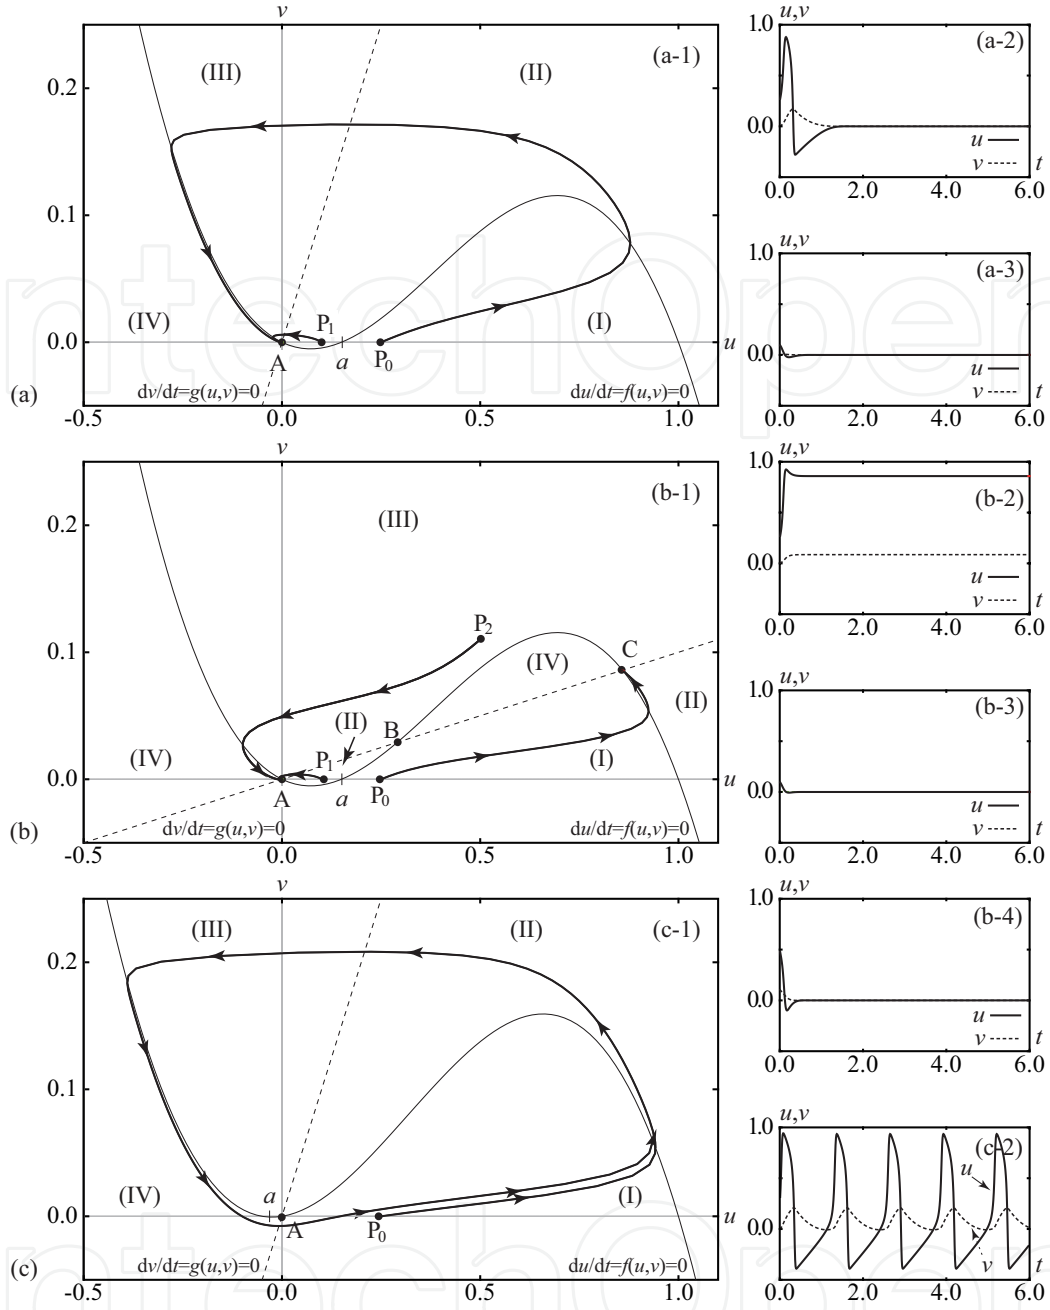 v
(a-1)
(III)
(II)
0.2
0.1
(IV)
P1
(I)
0.0
A
a
P0
u
dv/dt=g(u,v)=0
du/dt=f(u,v)=0
(a)
-0.5
0.0
0.5
1.0
u,v
1.0
(a-2)
0.0
u
v
t
0.0
2.0
4.0
6.0
u,v
1.0
(a-3)
0.0
u
v
t
0.0
2.0
4.0
6.0
v
(b-1)
(III)
0.2
P2
0.1
C
(IV)
(II)
(II)
B
(IV)
P1
(I)
0.0
A
a
P0
u
dv/dt=g(u,v)=0
du/dt=f(u,v)=0
(b)
-0.5
0.0
0.5
1.0
u,v
1.0
(b-2)
0.0
u
v
t
0.0
2.0
4.0
6.0
u,v
1.0
(b-3)
0.0
u
v
t
0.0
2.0
4.0
6.0
v
(III)
(II)
(c-1)
0.2
0.1
(IV)
a
(I)
0.0
A
P0
u
dv/dt=g(u,v)=0
du/dt=f(u,v)=0
(c)
-0.5
0.0
0.5
1.0
u,v
1.0
(b-4)
0.0
u
v
t
0.0
2.0
4.0
6.0
u,v
1.0
(c-2)
u
0.0
v
t
0.0
2.0
4.0
6.0
ntechOpen